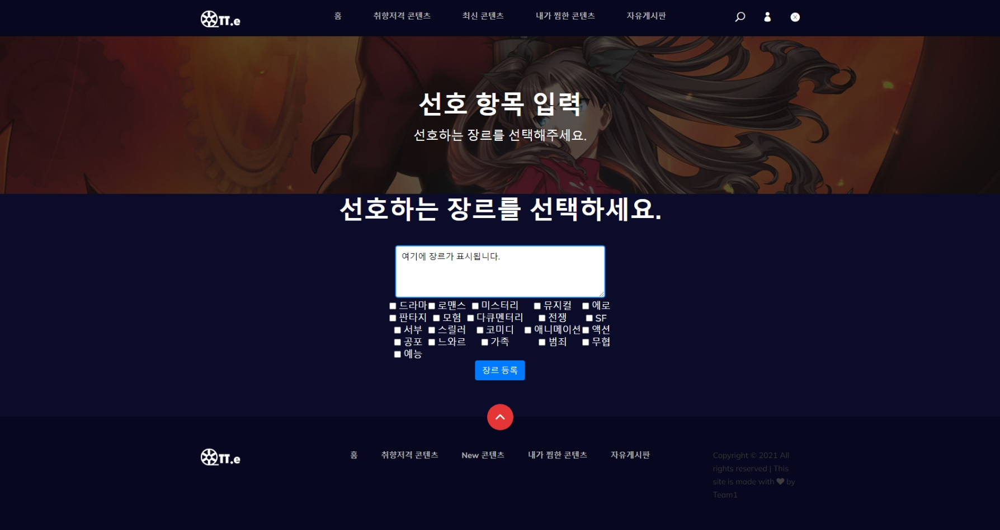 TT.e
홈 취향저격 콘텐츠 최신 콘텐츠 내가 찜한 콘텐츠 자유게시판
선호 항목 입력
선호하는 장르를 선택해주세요.
선호하는 장르를 선택하세요.
여기에 장르가 표시됩니다.
드라마 로맨스 미스터리 뮤지컬 에로
판타지 모험 다큐멘터리 전쟁 SF
서부 스릴러 코미디 애니메이션 액션
공포 느와르 가족 범죄 무협
예능
장르 등록
TT.e
홈 취향저격 콘텐츠 New 콘텐츠 내가 찜한 콘텐츠 자유게시판
Copyright © 2021 All
rights reserved | This
site is made with ♥ by
Team1